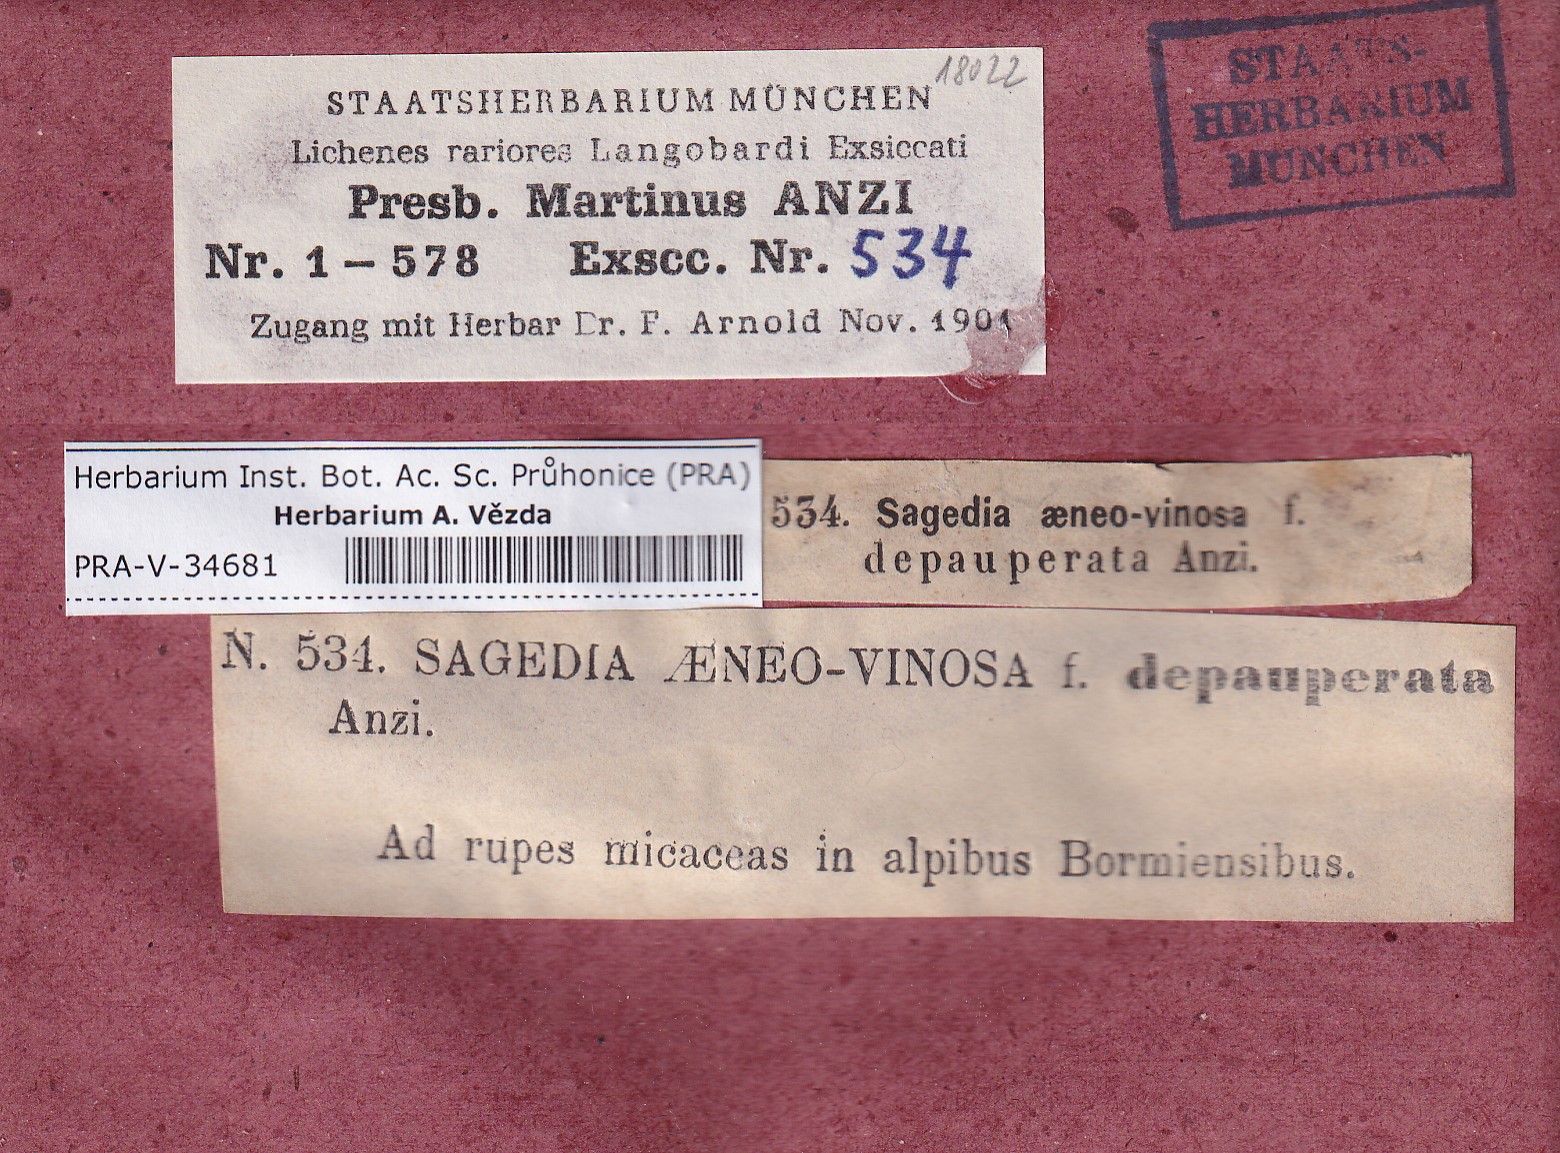 18022
STAATSHERBARIUM MÜNCHEN
Lichenes rariores Langobardi Exsiccati
Presb. Martinus ANZI
Nr. 1 – 578 Exscc. Nr. 534
Zugang mit Herbar Dr. F. Arnold Nov. 1901
STAATS-
HERBARIUM
MÜNCHEN
Herbarium Inst. Bot. Ac. Sc. Průhonice (PRA)
Herbarium A. Vězda
PRA-V-34681
534. Sagedia æneo-vinosa f.
depauperata Anzi.
N. 534. SAGEDIA ÆNEO-VINOSA f. depauperata
Anzi.
Ad rupes micaceas in alpibus Bormiensibus.